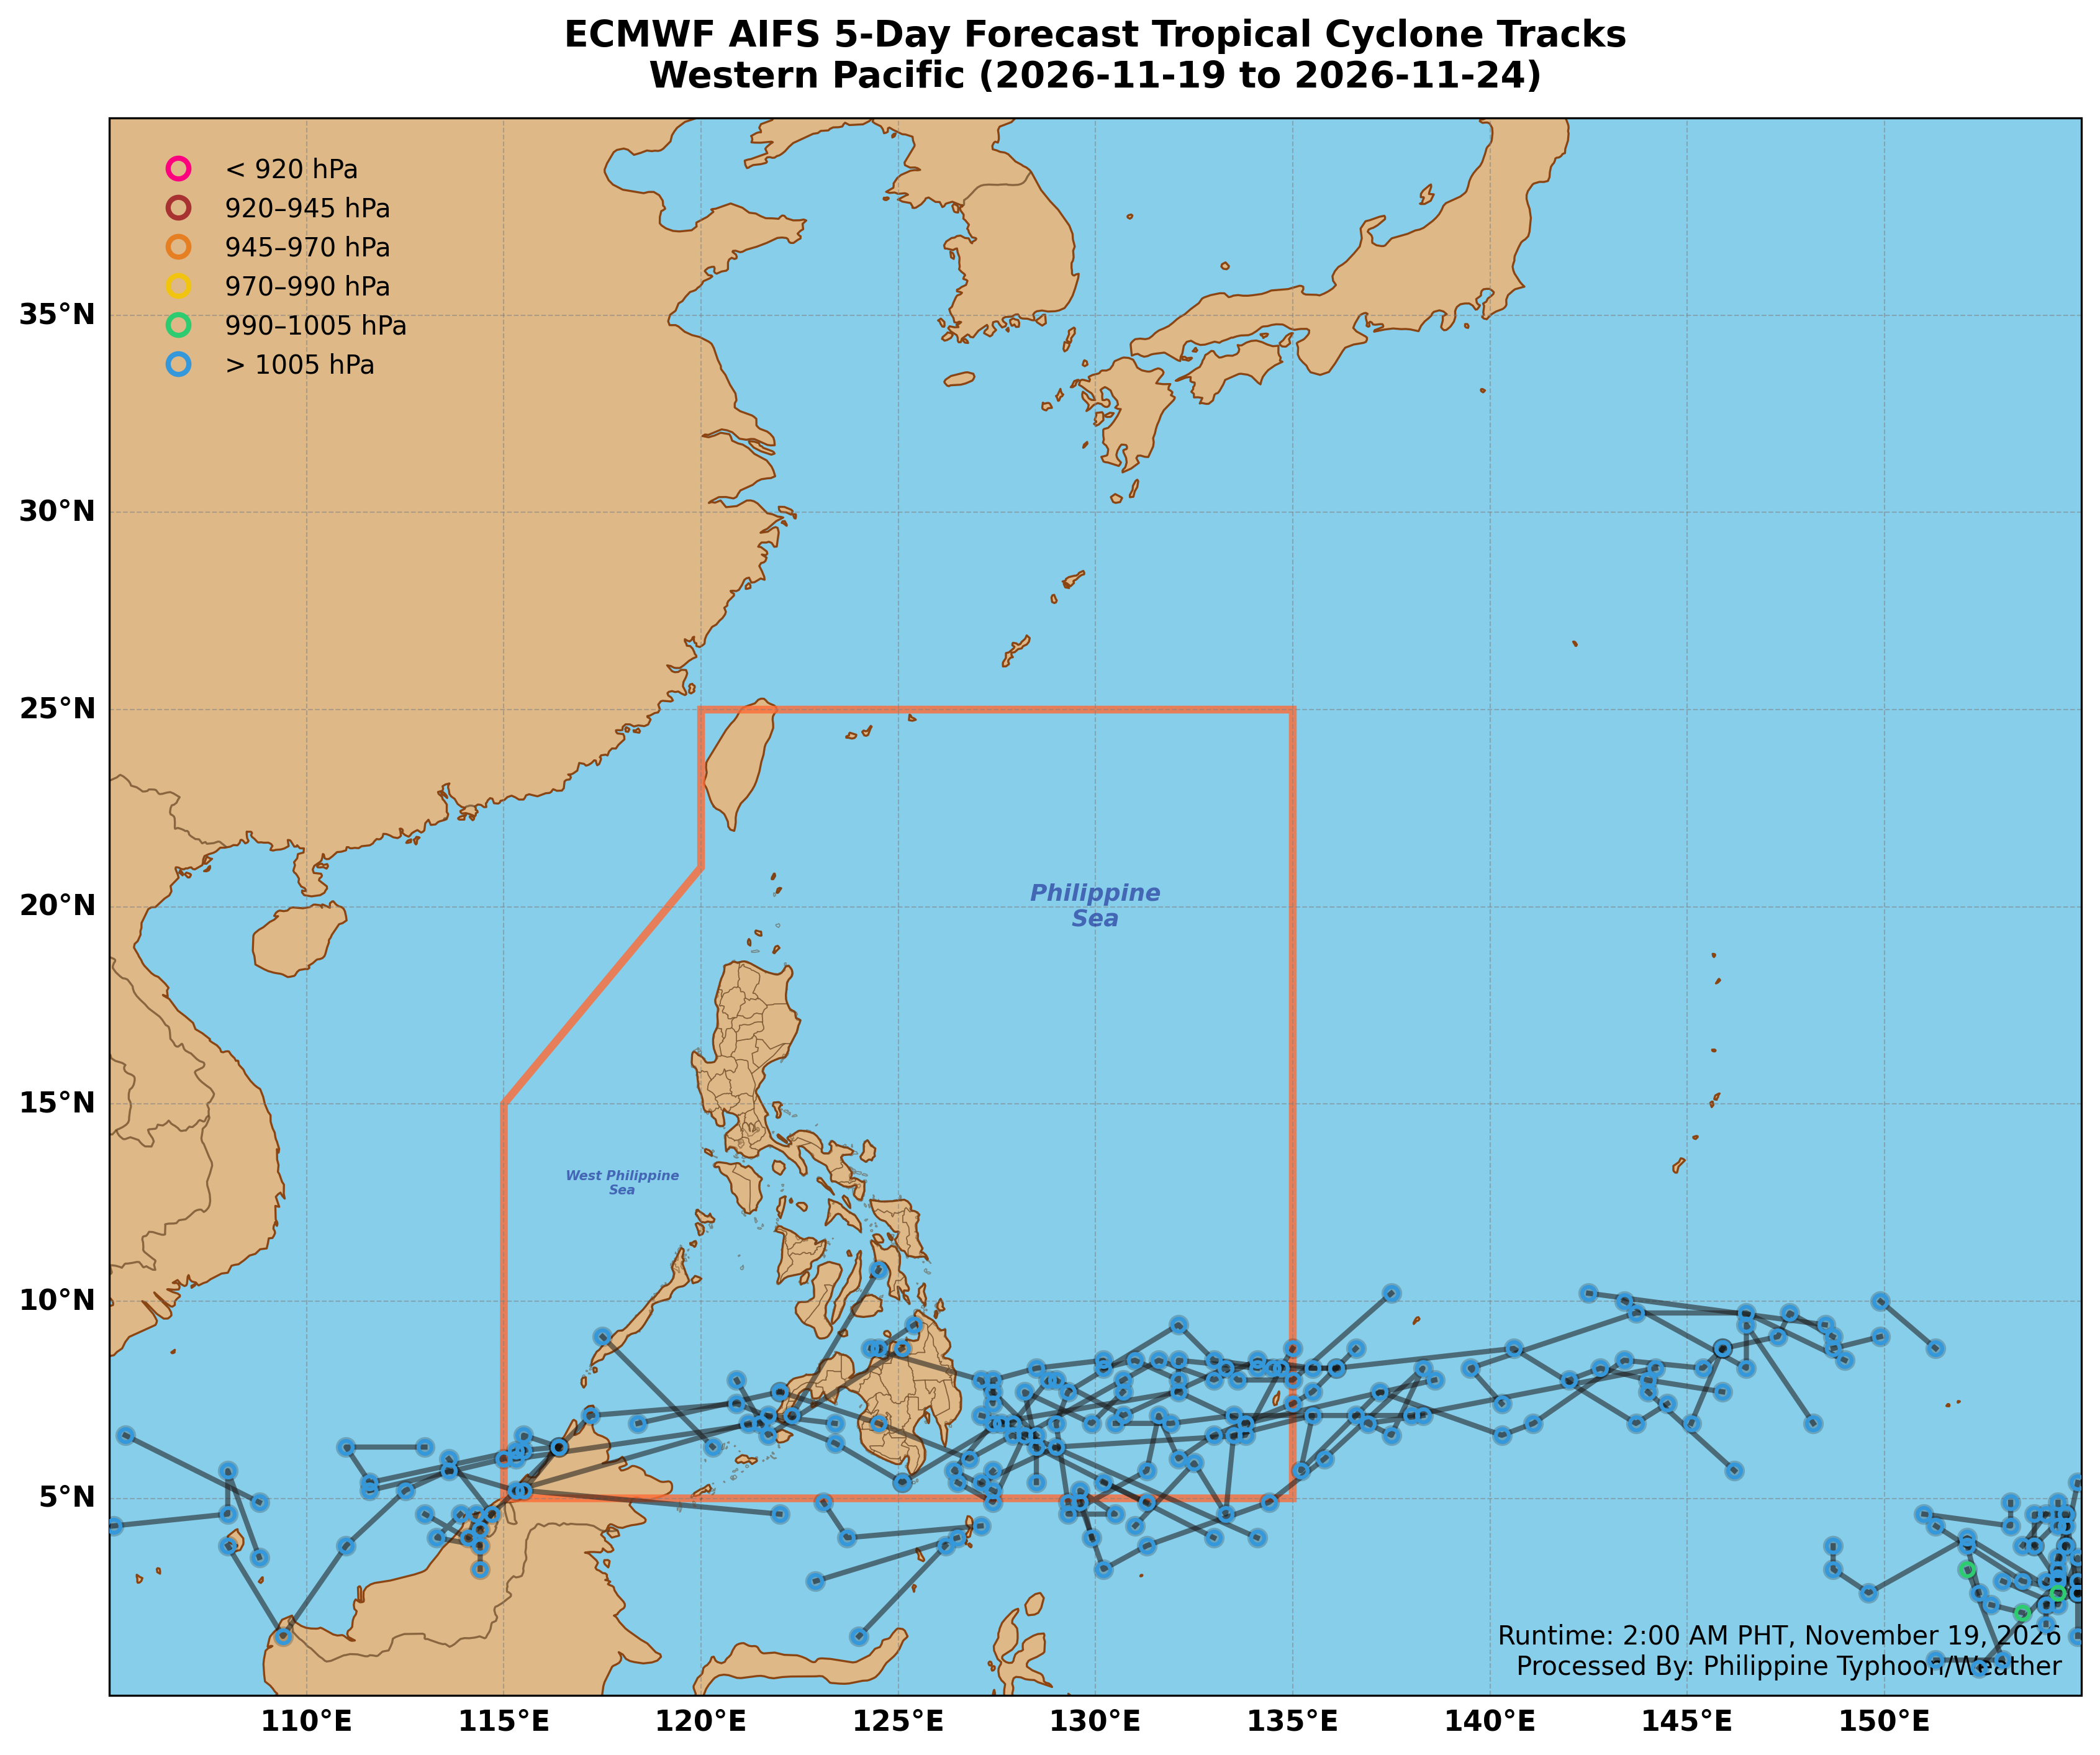 ECMWF AIFS 5-Day Forecast Tropical Cyclone Tracks
Western Pacific (2026-11-19 to 2026-11-24)
< 920 hPa
920–945 hPa
945–970 hPa
970–990 hPa
990–1005 hPa
> 1005 hPa
35°N
30°N
25°N
20°N
15°N
10°N
5°N
Philippine
Sea
West Philippine
Sea
Runtime: 2:00 AM PHT, November 19, 2026
Processed By: Philippine Typhoon/Weather
110°E
115°E
120°E
125°E
130°E
135°E
140°E
145°E
150°E